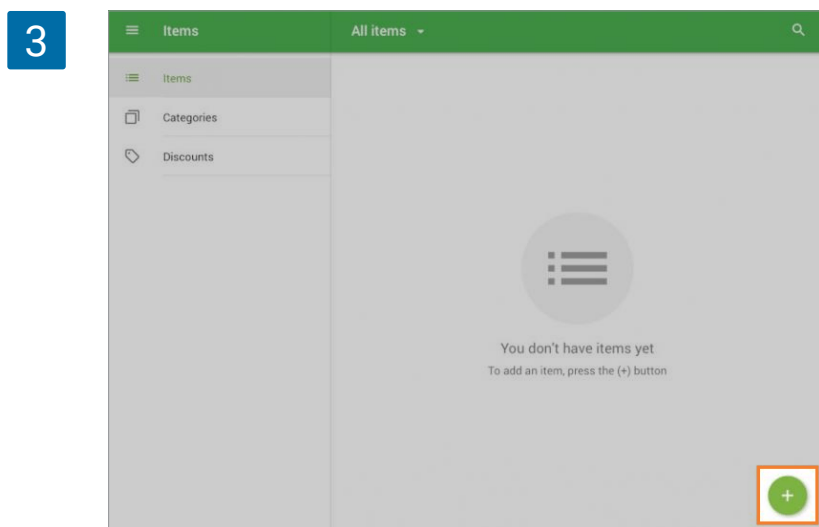 3
Items
All items
Items
Categories
Discounts
You don't have items yet
To add an item, press the (+) button
+